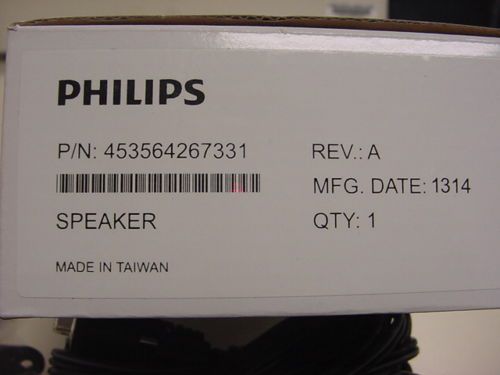 PHILIPS
P/N: 453564267331
REV.: A
MFG. DATE: 1314
SPEAKER
QTY: 1
MADE IN TAIWAN